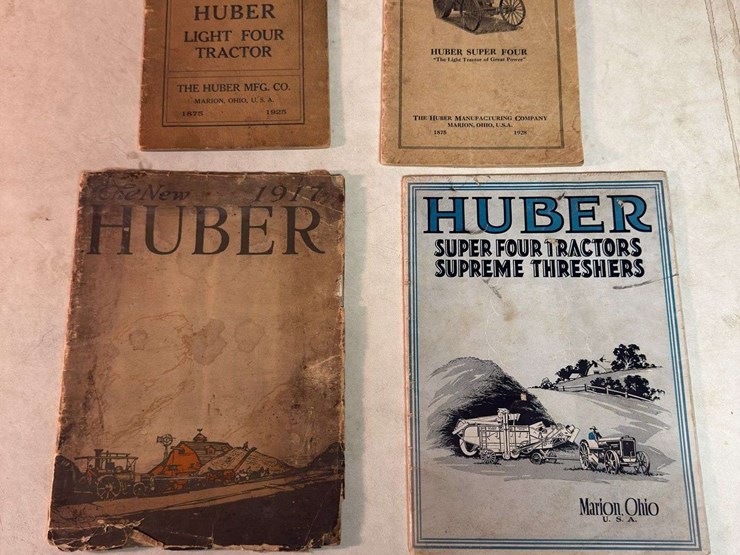 HUBER
LIGHT FOUR
TRACTOR
THE HUBER MFG. CO.
MARION, OHIO, U. S. A.
1875 1925
HUBER SUPER FOUR
"The Light Tractor of Great Power"
THE HUBER MANUFACTURING COMPANY
MARION, OHIO, U.S.A.
1875 1928
The New 1917
HUBER
HUBER
SUPER FOUR TRACTORS
SUPREME THRESHERS
Marion, Ohio
U. S. A.